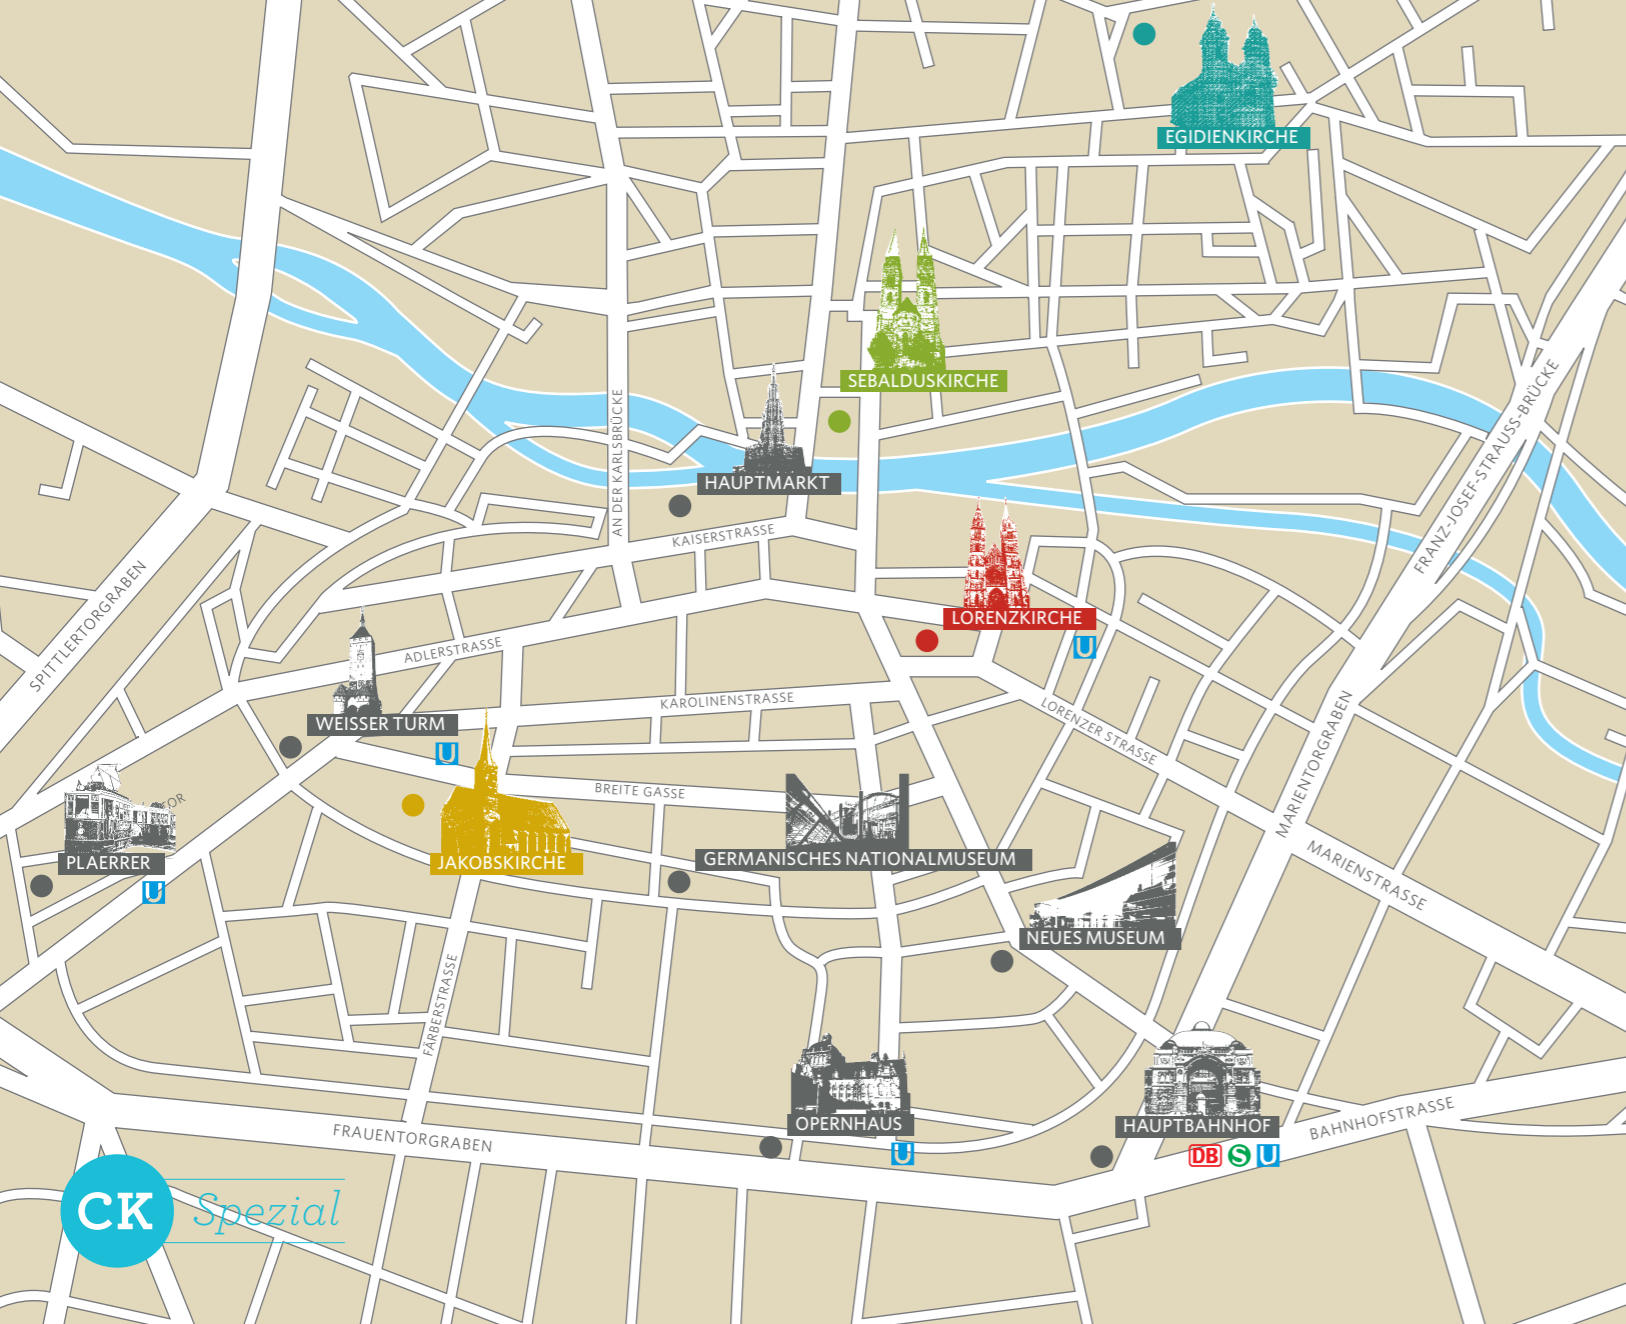 EGIDIENKIRCHE
SEBALDUSKIRCHE
FRANZ-JOSEF-STRAUSS-BRÜCKE
AN DER KARLSBRÜCKE
HAUPTMARKT
KAISERSTRASSE
SPITTLERTORGRABEN
LORENZKIRCHE
U
ADLERSTRASSE
KAROLINENSTRASSE
LORENZER STRASSE
WEISSER TURM
U
MARIENTORGRABEN
BREITE GASSE
TOR
PLAERRER
U
JAKOBSKIRCHE
GERMANISCHES NATIONALMUSEUM
MARIENSTRASSE
NEUES MUSEUM
FÄRBERSTRASSE
OPERNHAUS
U
HAUPTBAHNHOF
DB S U
BAHNHOFSTRASSE
FRAUENTORGRABEN
CK Spezial